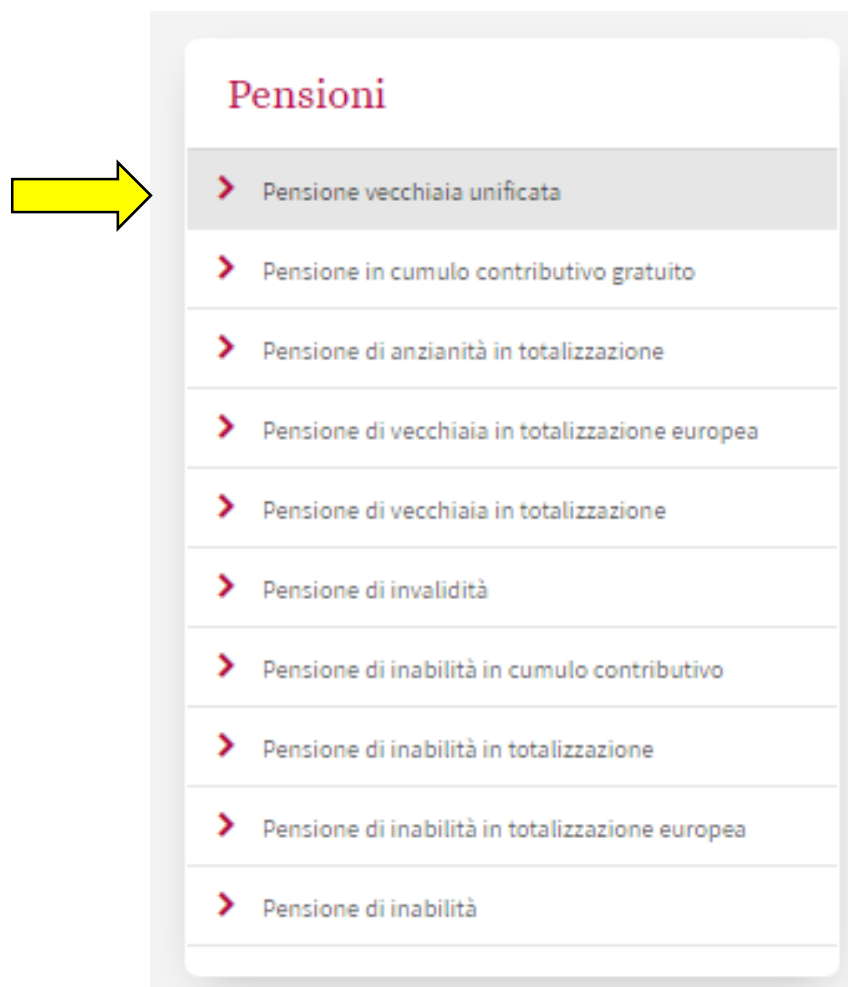 Pensioni
Pensione vecchiaia unificata
Pensione in cumulo contributivo gratuito
Pensione di anzianità in totalizzazione
Pensione di vecchiaia in totalizzazione europea
Pensione di vecchiaia in totalizzazione
Pensione di invalidità
Pensione di inabilità in cumulo contributivo
Pensione di inabilità in totalizzazione
Pensione di inabilità in totalizzazione europea
Pensione di inabilità